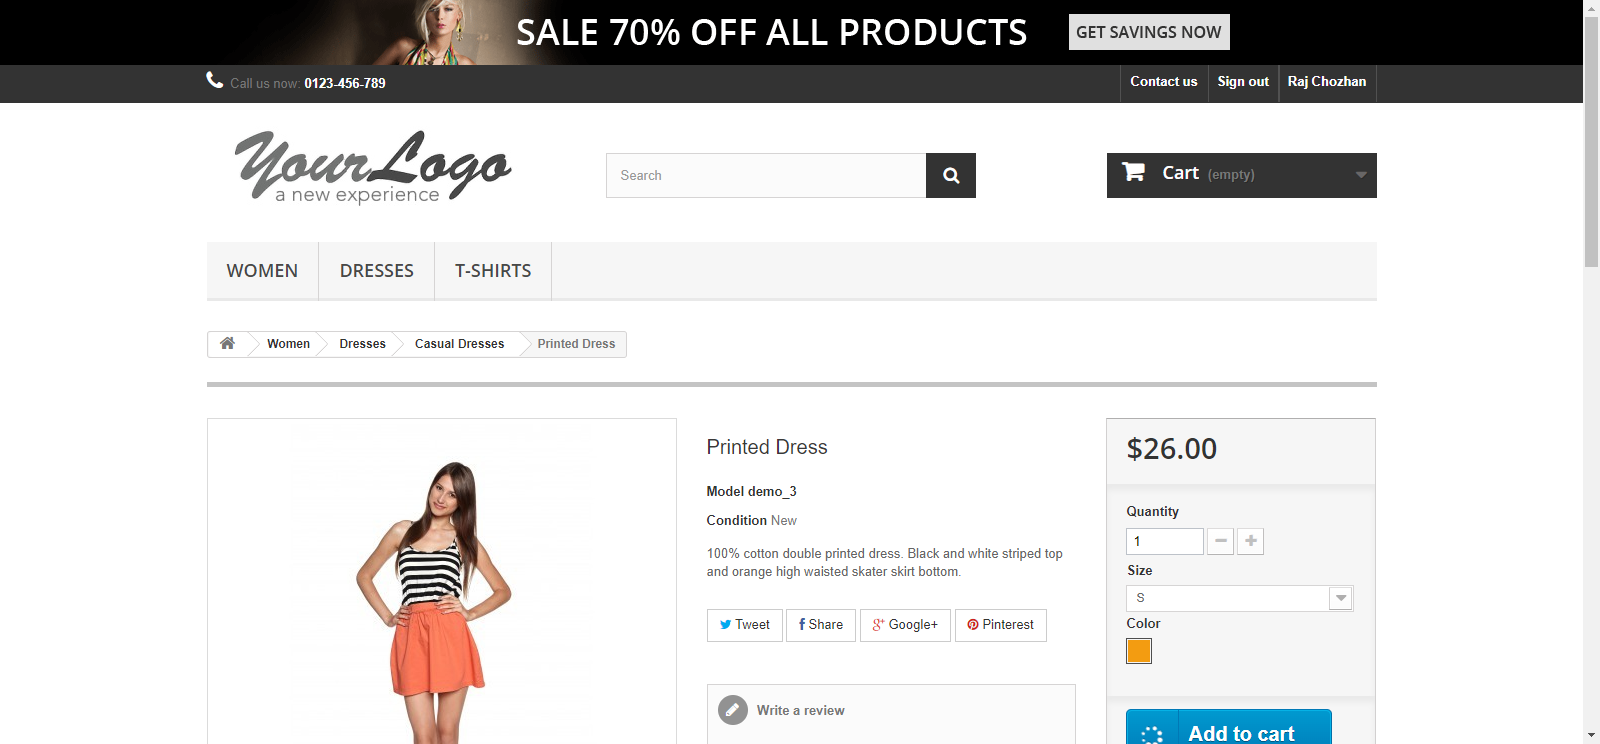 SALE 70% OFF ALL PRODUCTS
GET SAVINGS NOW
Call us now: 0123-456-789
Contact us
Sign out
Raj Chozhan
YourLogo
a new experience
Search
Cart (empty)
WOMEN
DRESSES
T-SHIRTS
Women
Dresses
Casual Dresses
Printed Dress
Printed Dress
Model demo_3
Condition New
100% cotton double printed dress. Black and white striped top
and orange high waisted skater skirt bottom.
Tweet
Share
Google+
Pinterest
Write a review
$26.00
Quantity
1
Size
S
Color
Add to cart